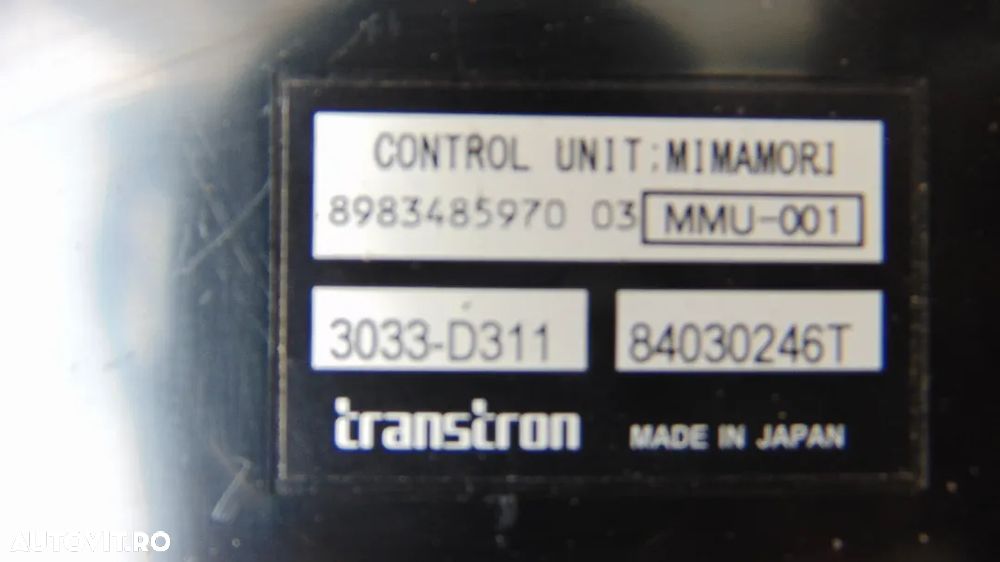 CONTROL UNIT:MIMAMORI
8983485970 03 MMU-001
3033-D311 84030246T
transtron MADE IN JAPAN
AUTOVIT.RO